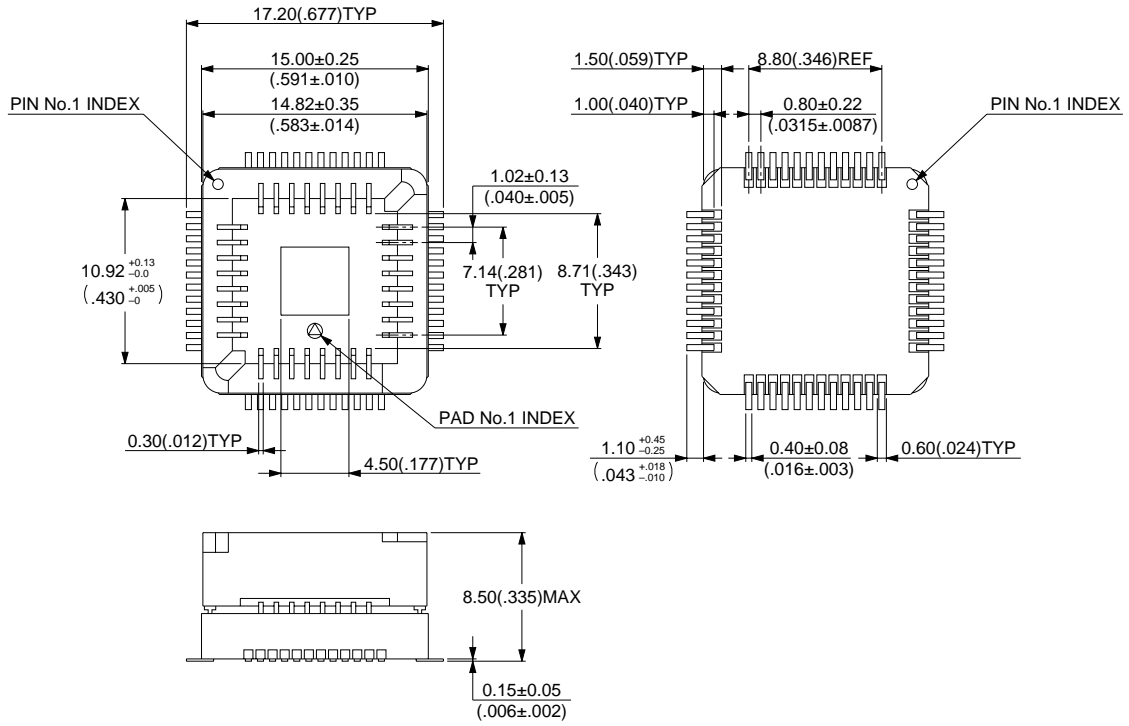 17.20(.677)TYP
15.00±0.25
(.591±.010)
14.82±0.35
(.583±.014)
PIN No.1 INDEX
1.02±0.13
(.040±.005)
10.92 +0.13 −0.0
(.430 +.005 −0)
7.14(.281)
TYP
8.71(.343)
TYP
PAD No.1 INDEX
0.30(.012)TYP
4.50(.177)TYP
1.50(.059)TYP
8.80(.346)REF
1.00(.040)TYP
0.80±0.22
(.0315±.0087)
PIN No.1 INDEX
1.10 +0.45 −0.25
(.043 +.018 −.010)
0.40±0.08
(.016±.003)
0.60(.024)TYP
8.50(.335)MAX
0.15±0.05
(.006±.002)